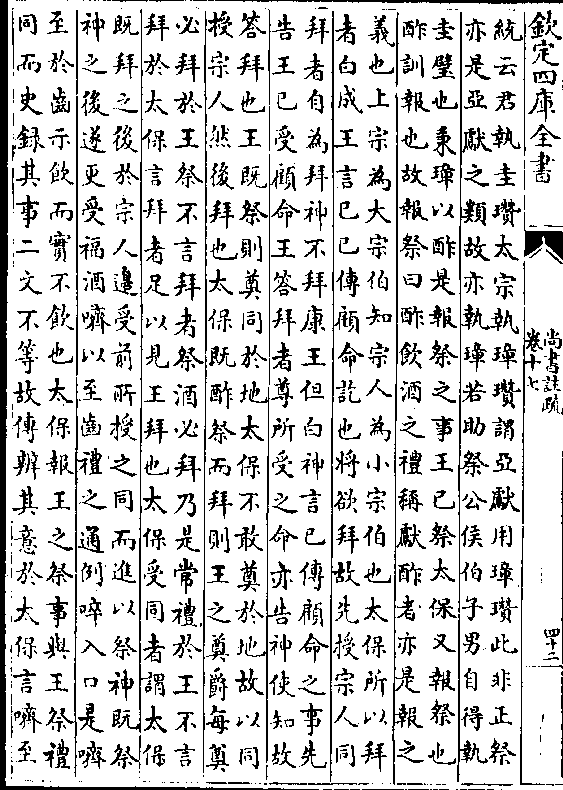 欽定四庫全書
尚書註疏
卷十七
四十二
統云君執圭瓚太宗執璋瓚謂亞獻用璋瓚此非正祭
亦是亞獻之類故亦執璋若助祭公侯伯子男自得執
圭璧也秉璋以酢是報祭之事王已祭太保又報祭也
酢訓報也故報祭曰酢飲酒之禮稱獻酢者亦是報之
義也上宗為大宗伯知宗人為小宗伯也太保所以拜
者白成王言已已傳顧命訖也將欲拜故先授宗人同
拜者自為拜神不拜康王但白神言已傳顧命之事先
告王已受顧命王答拜者尊所受之命亦告神使知故
答拜也王既祭則奠同於地太保不敢奠於地故以同
授宗人然後拜也太保既酢祭而拜則王之奠爵每奠
必拜於王祭不言拜者祭酒必拜乃是常禮於王不言
拜於太保言拜者足以見王拜也太保受同者謂太保
既拜之後於宗人邊受前所授之同而進以祭神既祭
神之後遂更受福酒嚌以至齒禮之通例啐入口是嚌
至於齒示飲而實不飲也太保報王之祭事與王祭禮
同而史錄其事二文不等故傳辨其意於太保言嚌至